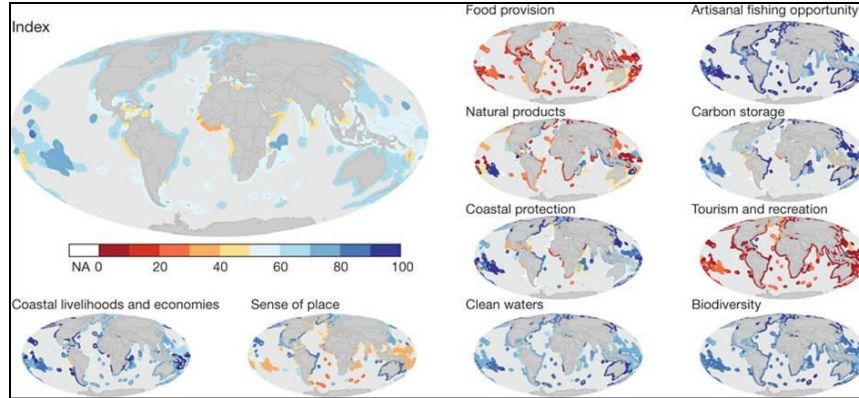 Index
NA 0 20 40 60 80 100
Coastal livelihoods and economies
Sense of place
Food provision
Artisanal fishing opportunity
Natural products
Carbon storage
Coastal protection
Tourism and recreation
Clean waters
Biodiversity